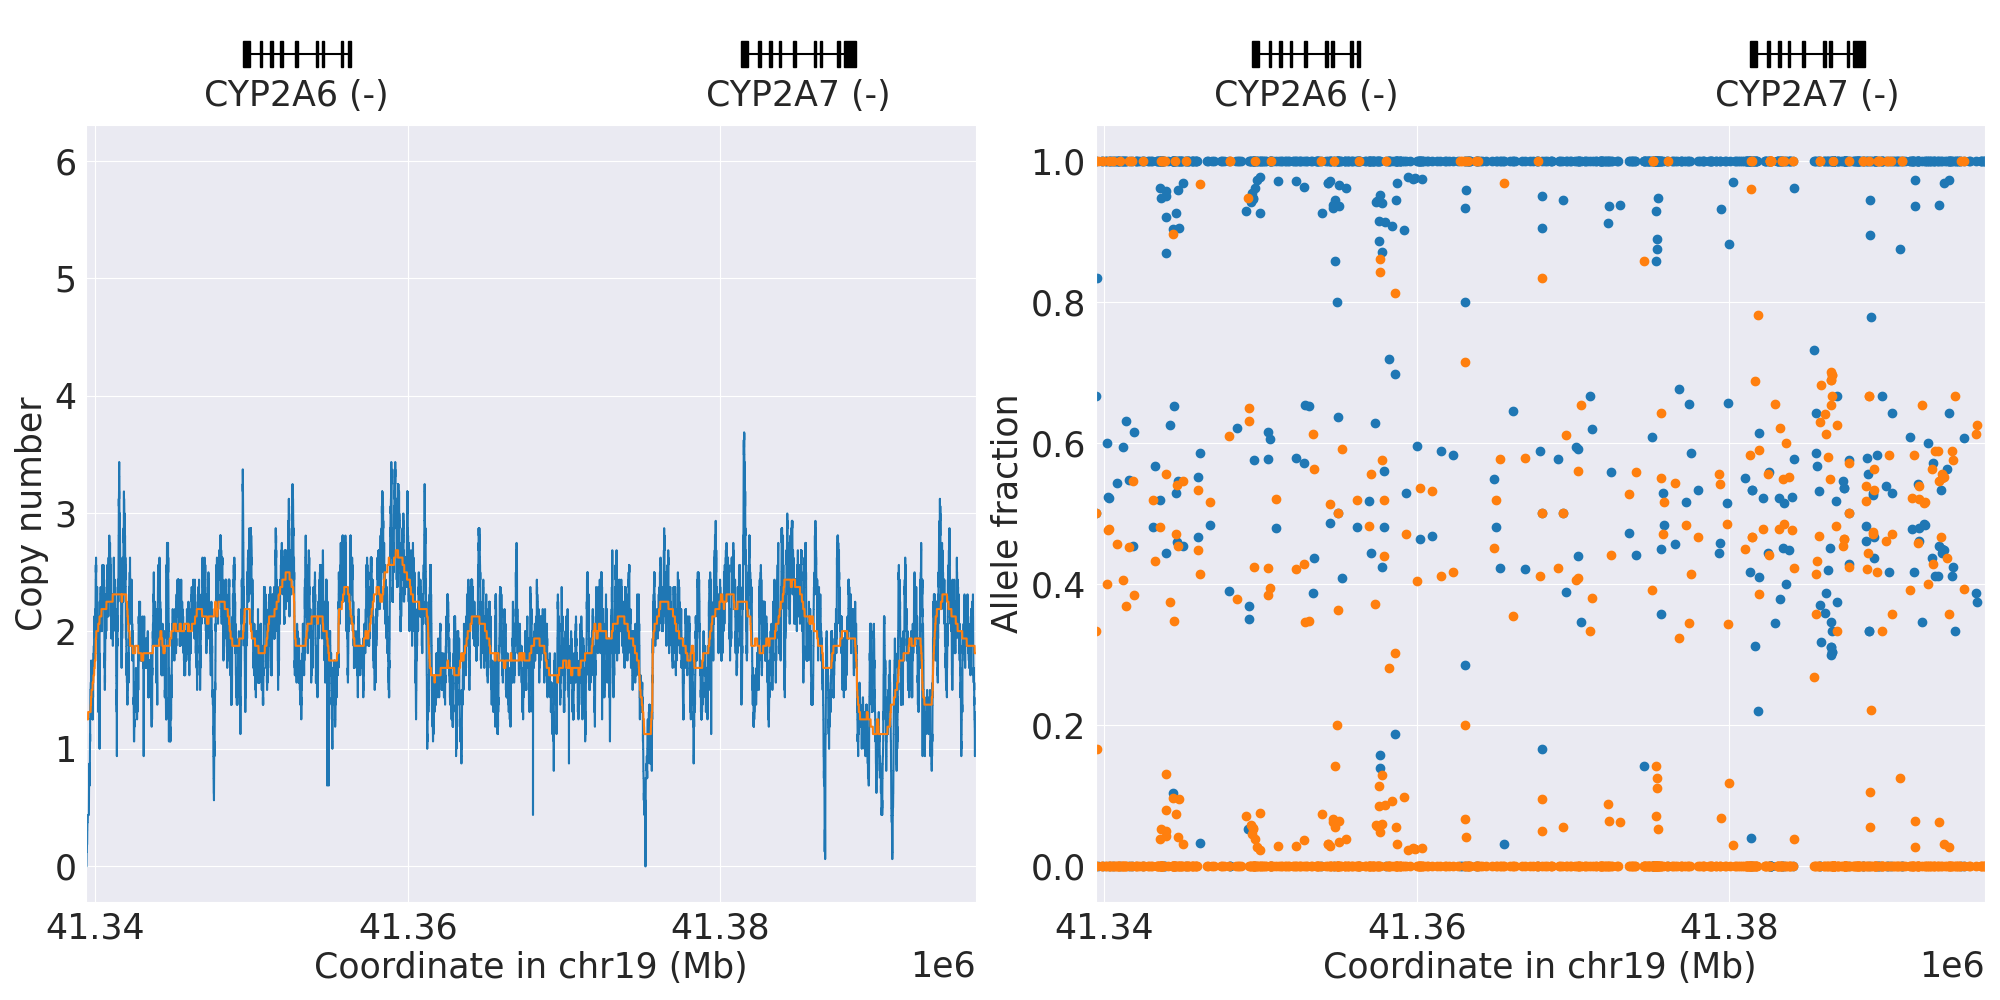 CYP2A6 (-)
CYP2A7 (-)
6
5
4
3
2
1
0
Copy number
41.34
41.36
41.38
Coordinate in chr19 (Mb)
1e6
CYP2A6 (-)
CYP2A7 (-)
1.0
0.8
0.6
0.4
0.2
0.0
Allele fraction
41.34
41.36
41.38
Coordinate in chr19 (Mb)
1e6